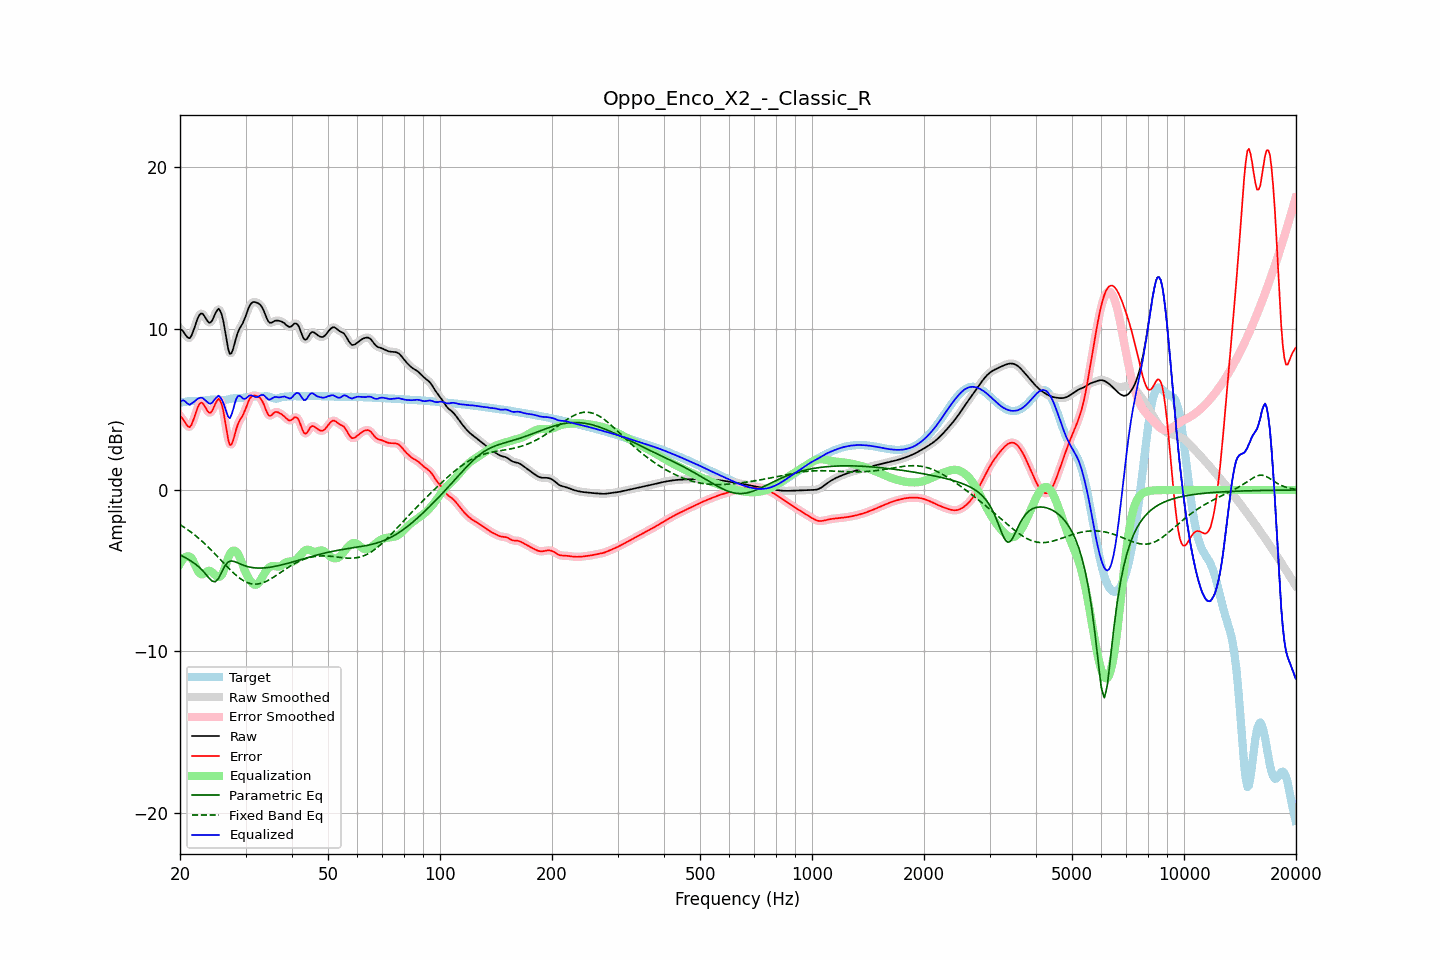 Oppo_Enco_X2_-_Classic_R
Amplitude (dBr)
20
10
0
−10
−20
Target
Raw Smoothed
Error Smoothed
Raw
Error
Equalization
Parametric Eq
Fixed Band Eq
Equalized
20 50 100 200 500 1000 2000 5000 10000 20000
Frequency (Hz)